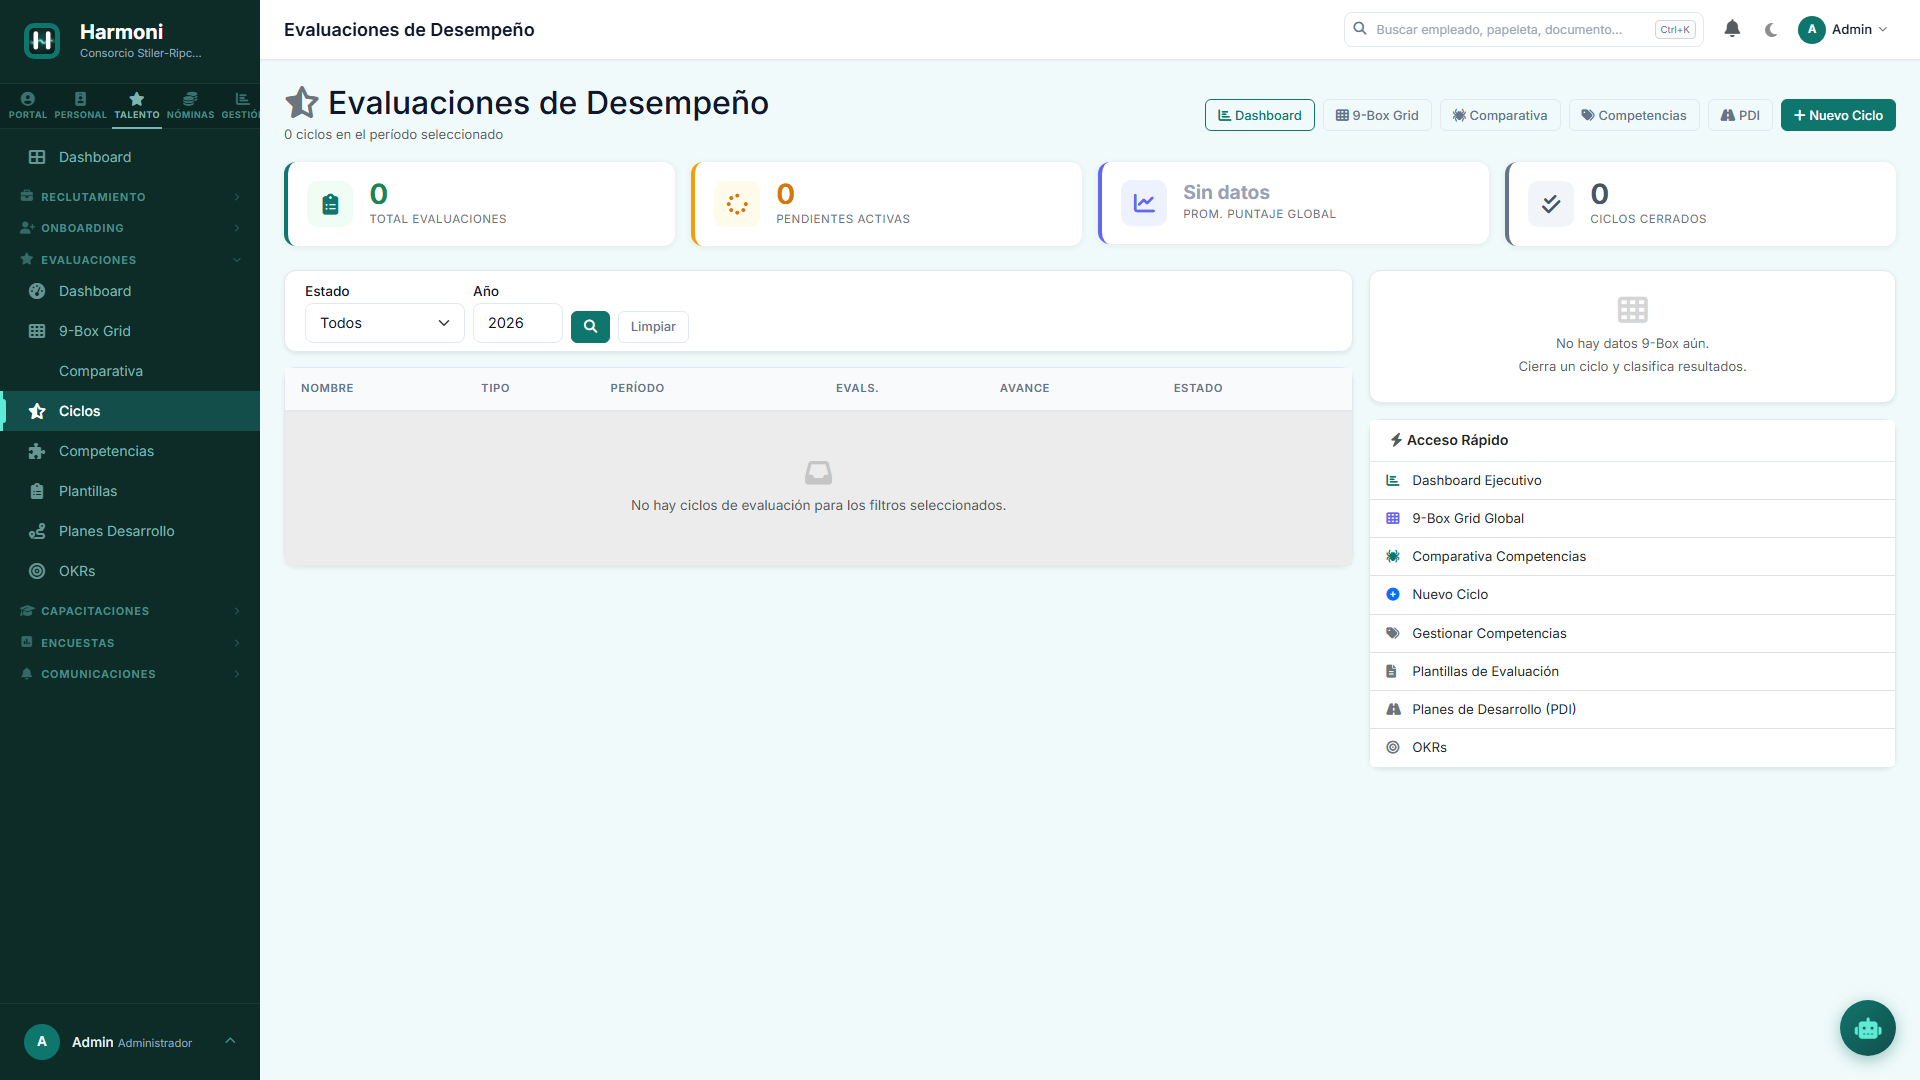 Harmoni
Consorcio Stiler-Ripc...
PORTAL PERSONAL TALENTO NÓMINAS GESTIÓN
Dashboard
RECLUTAMIENTO
ONBOARDING
EVALUACIONES
Dashboard
9-Box Grid
Comparativa
Ciclos
Competencias
Plantillas
Planes Desarrollo
OKRs
CAPACITACIONES
ENCUESTAS
COMUNICACIONES
A Admin Administrador
Evaluaciones de Desempeño
Buscar empleado, papeleta, documento... Ctrl+K
A Admin
Evaluaciones de Desempeño
0 ciclos en el período seleccionado
Dashboard 9-Box Grid Comparativa Competencias PDI Nuevo Ciclo
0
TOTAL EVALUACIONES
0
PENDIENTES ACTIVAS
Sin datos
PROM. PUNTAJE GLOBAL
0
CICLOS CERRADOS
Estado Año
Todos 2026 Limpiar
NOMBRE TIPO PERÍODO EVALS. AVANCE ESTADO
No hay ciclos de evaluación para los filtros seleccionados.
No hay datos 9-Box aún.
Cierra un ciclo y clasifica resultados.
Acceso Rápido
Dashboard Ejecutivo
9-Box Grid Global
Comparativa Competencias
Nuevo Ciclo
Gestionar Competencias
Plantillas de Evaluación
Planes de Desarrollo (PDI)
OKRs